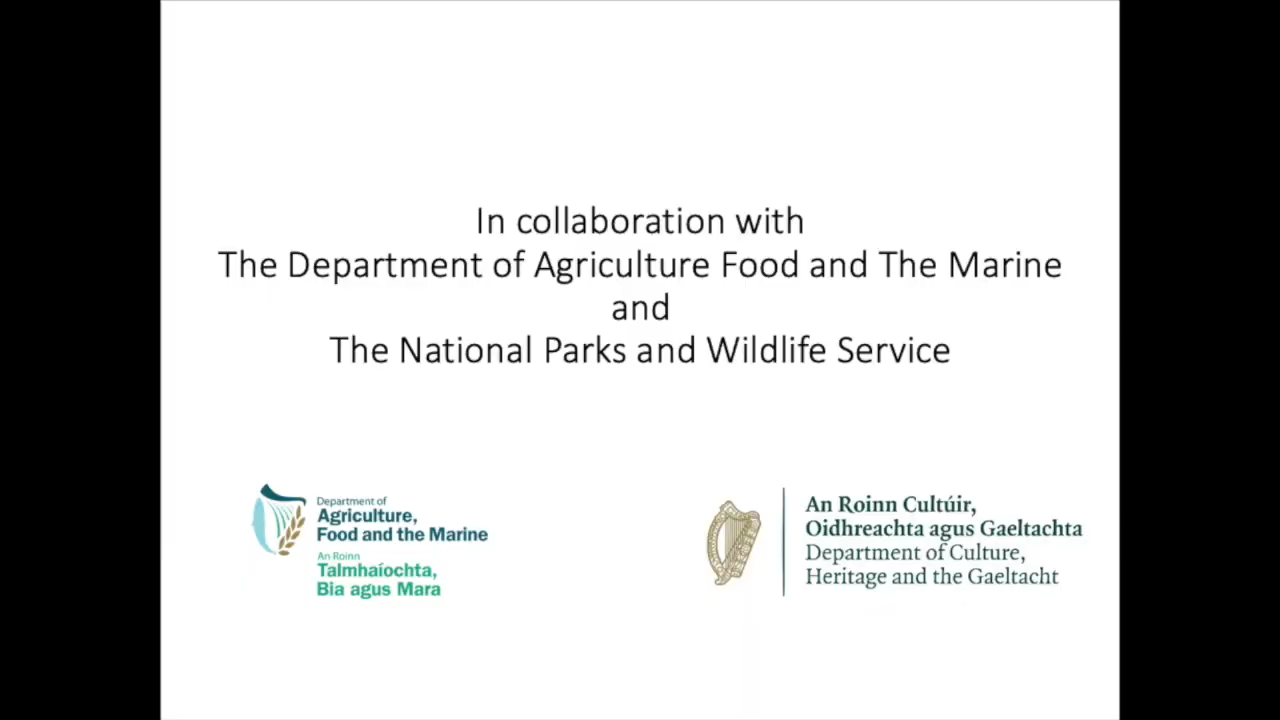 In collaboration with
The Department of Agriculture Food and The Marine
and
The National Parks and Wildlife Service
Department of
Agriculture,
Food and the Marine
An Roinn
Talmhaíochta,
Bia agus Mara
An Roinn Cultúir,
Oidhreachta agus Gaeltachta
Department of Culture,
Heritage and the Gaeltacht